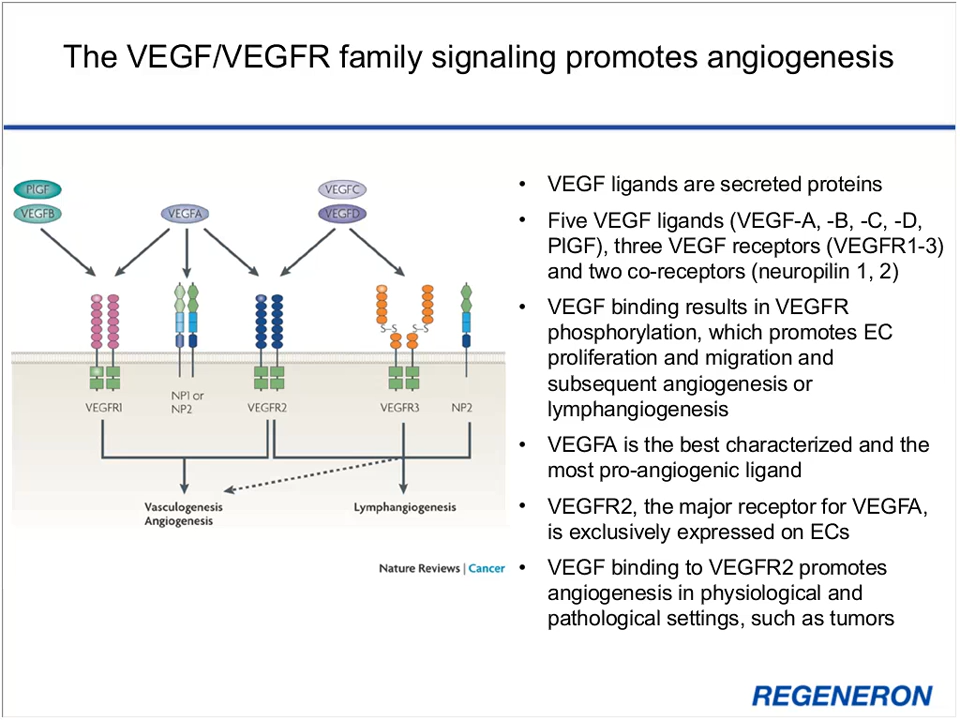 The VEGF/VEGFR family signaling promotes angiogenesis
PlGF
VEGFB
VEGFA
VEGFC
VEGFD
S–S
S–S
VEGFR1
NP1 or
NP2
VEGFR2
VEGFR3
NP2
Vasculogenesis
Angiogenesis
Lymphangiogenesis
Nature Reviews | Cancer
• VEGF ligands are secreted proteins
• Five VEGF ligands (VEGF-A, -B, -C, -D,
PlGF), three VEGF receptors (VEGFR1-3)
and two co-receptors (neuropilin 1, 2)
• VEGF binding results in VEGFR
phosphorylation, which promotes EC
proliferation and migration and
subsequent angiogenesis or
lymphangiogenesis
• VEGFA is the best characterized and the
most pro-angiogenic ligand
• VEGFR2, the major receptor for VEGFA,
is exclusively expressed on ECs
• VEGF binding to VEGFR2 promotes
angiogenesis in physiological and
pathological settings, such as tumors
REGENERON